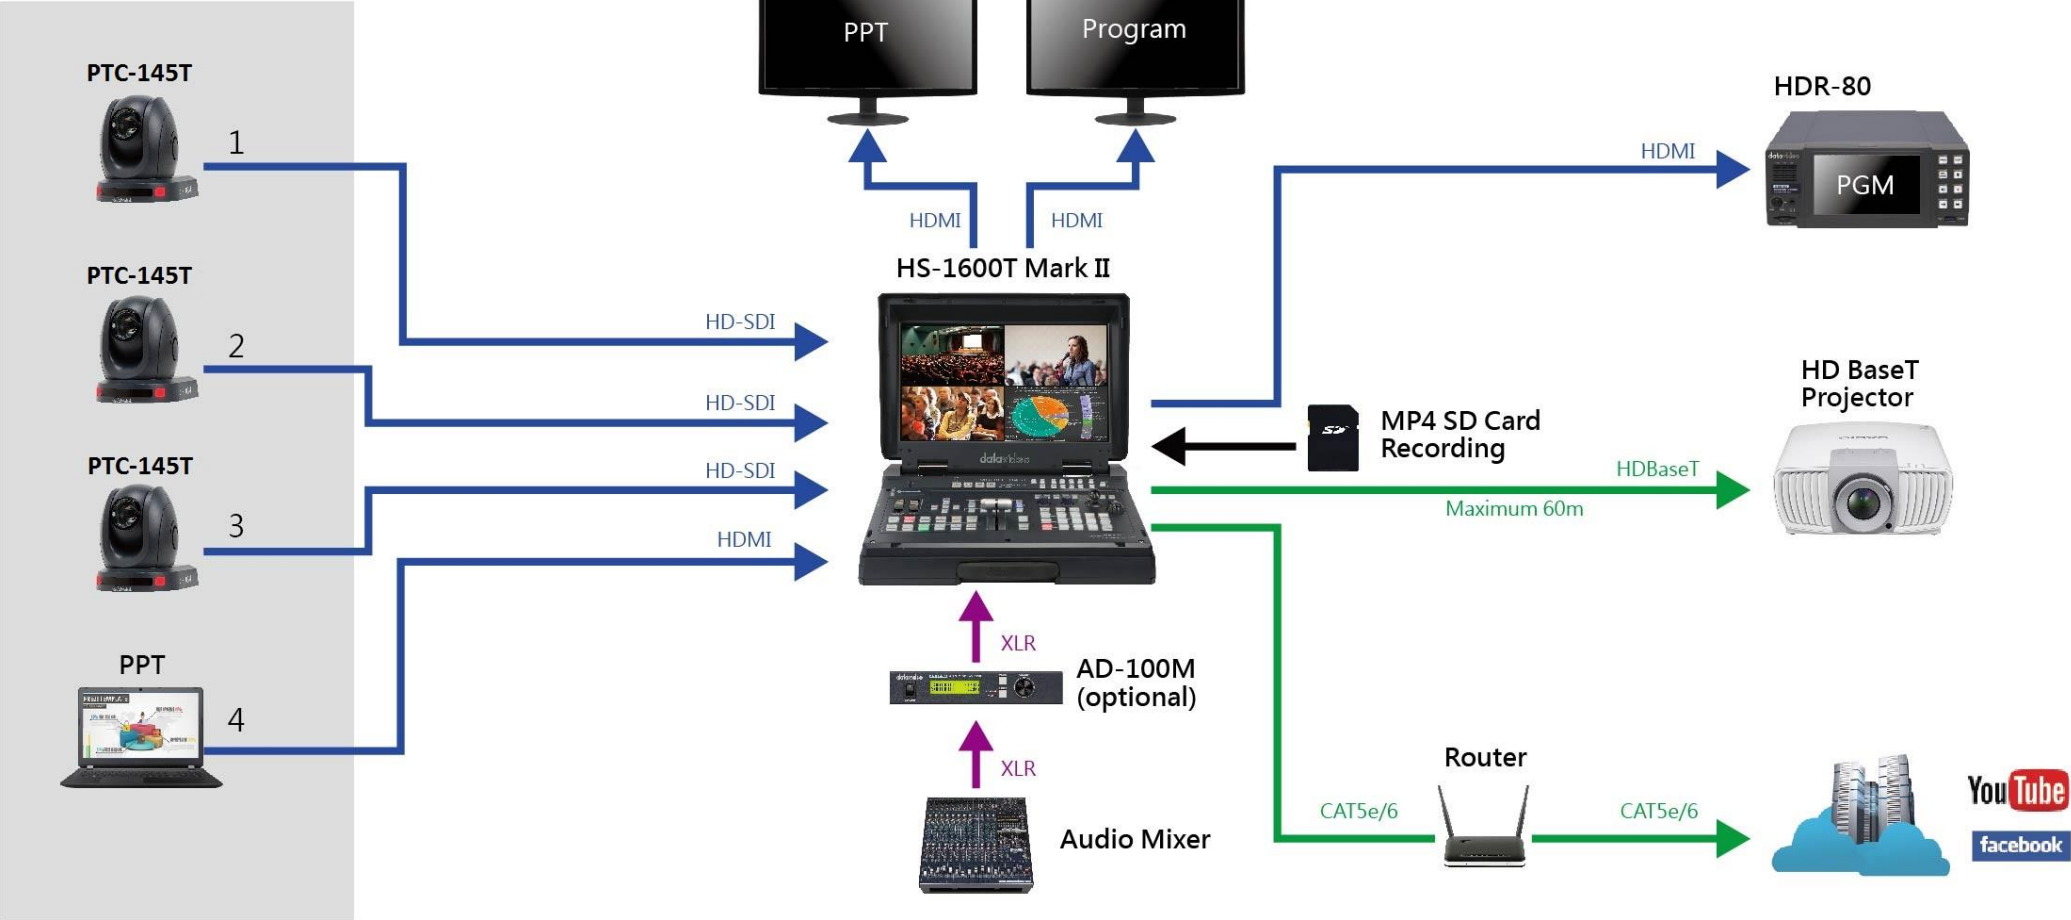 PPT
Program
PTC-145T
1
HDR-80
HDMI
PGM
HDMI
HDMI
HS-1600T Mark II
PTC-145T
2
HD-SDI
HD-SDI
HD BaseT
Projector
MP4 SD Card
Recording
datavideo
PTC-145T
3
HD-SDI
HDBaseT
Maximum 60m
HDMI
XLR
AD-100M
(optional)
PPT
4
XLR
Audio Mixer
Router
CAT5e/6
CAT5e/6
YouTube
facebook